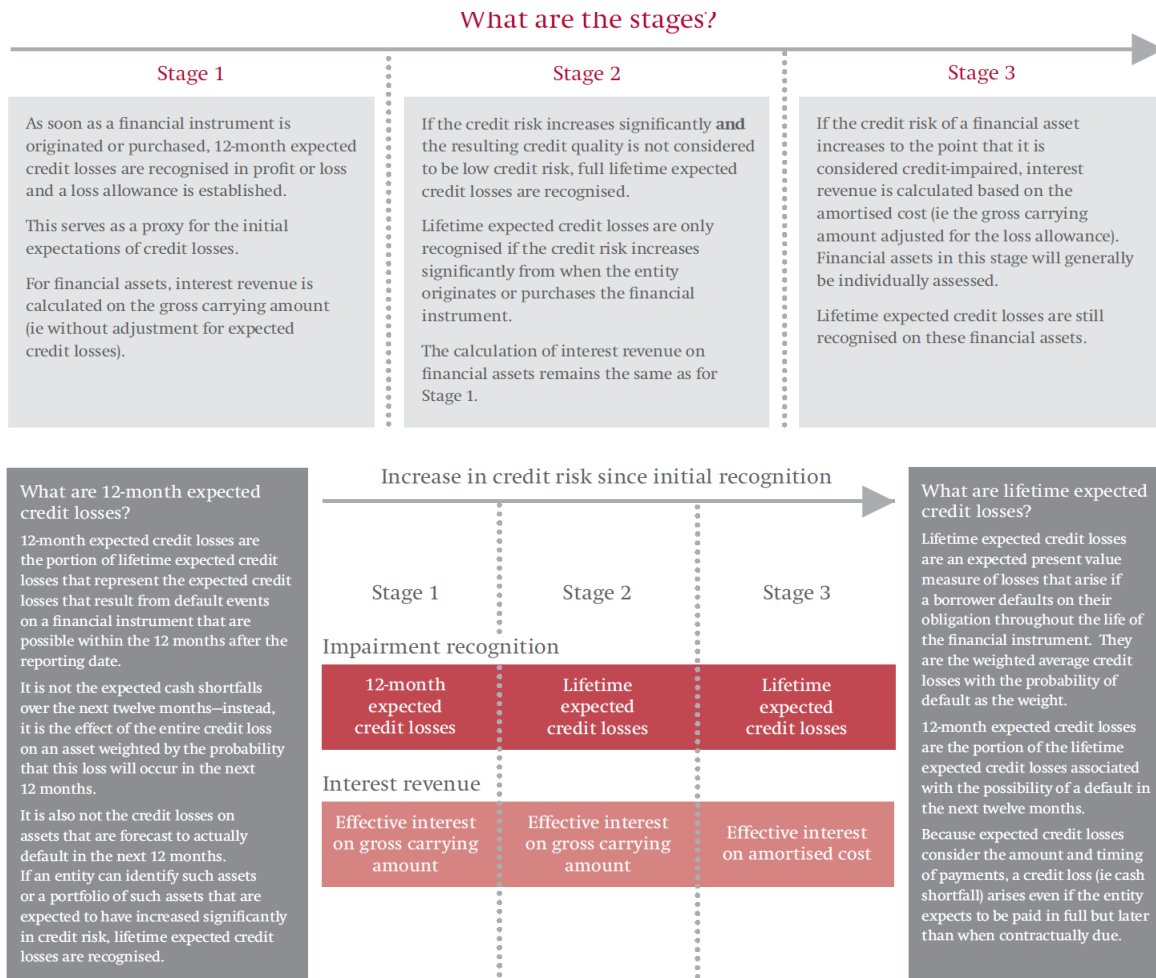 What are the stages?
Stage 1
As soon as a financial instrument is
originated or purchased, 12-month expected
credit losses are recognised in profit or loss
and a loss allowance is established.
This serves as a proxy for the initial
expectations of credit losses.
For financial assets, interest revenue is
calculated on the gross carrying amount
(ie without adjustment for expected
credit losses).
Stage 2
If the credit risk increases significantly and
the resulting credit quality is not considered
to be low credit risk, full lifetime expected
credit losses are recognised.
Lifetime expected credit losses are only
recognised if the credit risk increases
significantly from when the entity
originates or purchases the financial
instrument.
The calculation of interest revenue on
financial assets remains the same as for
Stage 1.
Stage 3
If the credit risk of a financial asset
increases to the point that it is
considered credit-impaired, interest
revenue is calculated based on the
amortised cost (ie the gross carrying
amount adjusted for the loss allowance).
Financial assets in this stage will generally
be individually assessed.
Lifetime expected credit losses are still
recognised on these financial assets.
What are 12-month expected
credit losses?
12-month expected credit losses are
the portion of lifetime expected credit
losses that represent the expected credit
losses that result from default events
on a financial instrument that are
possible within the 12 months after the
reporting date.
It is not the expected cash shortfalls
over the next twelve months—instead,
it is the effect of the entire credit loss
on an asset weighted by the probability
that this loss will occur in the next
12 months.
It is also not the credit losses on
assets that are forecast to actually
default in the next 12 months.
If an entity can identify such assets
or a portfolio of such assets that are
expected to have increased significantly
in credit risk, lifetime expected credit
losses are recognised.
Increase in credit risk since initial recognition
Stage 1
Stage 2
Stage 3
Impairment recognition
12-month
expected
credit losses
Lifetime
expected
credit losses
Lifetime
expected
credit losses
Interest revenue
Effective interest
on gross carrying
amount
Effective interest
on gross carrying
amount
Effective interest
on amortised cost
What are lifetime expected
credit losses?
Lifetime expected credit losses
are an expected present value
measure of losses that arise if
a borrower defaults on their
obligation throughout the life of
the financial instrument. They
are the weighted average credit
losses with the probability of
default as the weight.
12-month expected credit losses
are the portion of the lifetime
expected credit losses associated
with the possibility of a default in
the next twelve months.
Because expected credit losses
consider the amount and timing
of payments, a credit loss (ie cash
shortfall) arises even if the entity
expects to be paid in full but later
than when contractually due.